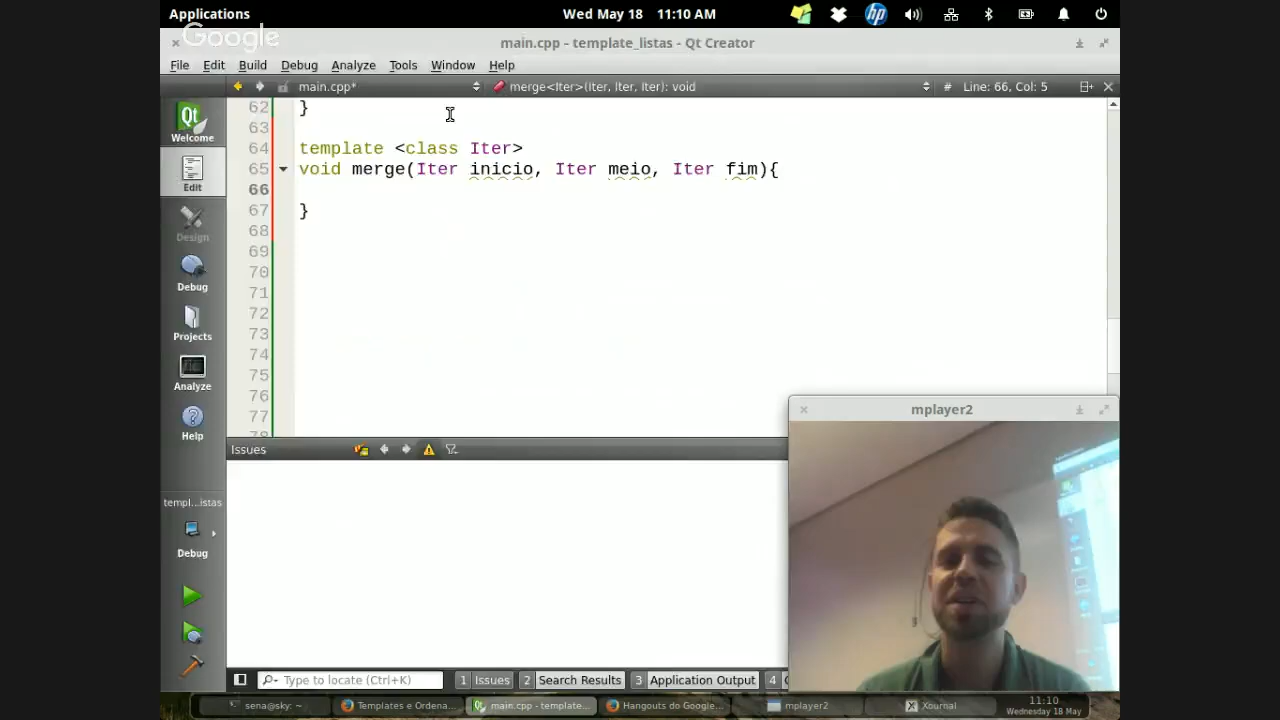 Applications
Wed May 18 11:10 AM
Google
main.cpp - template_listas - Qt Creator
File Edit Build Debug Analyze Tools Window Help
main.cpp* merge<Iter>(Iter, Iter, Iter): void # Line: 66, Col: 5
Welcome
Edit
Design
Debug
Projects
Analyze
Help
templ...istas
Debug
62 }
63
64 template <class Iter>
65 void merge(Iter inicio, Iter meio, Iter fim){
66
67 }
68
69
70
71
72
73
74
75
76
77
Issues
mplayer2
Type to locate (Ctrl+K) 1 Issues 2 Search Results 3 Application Output 4
sena@sky: ~ Templates e Ordena... main.cpp - template... Hangouts do Google... mplayer2 Xournal 11:10
Wednesday 18 May